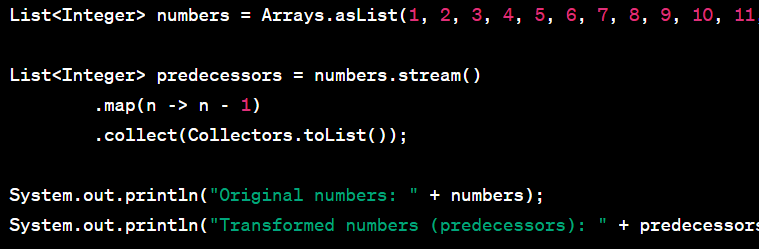 List<Integer> numbers = Arrays.asList(1, 2, 3, 4, 5, 6, 7, 8, 9, 10, 11,
List<Integer> predecessors = numbers.stream()
.map(n -> n - 1)
.collect(Collectors.toList());
System.out.println("Original numbers: " + numbers);
System.out.println("Transformed numbers (predecessors): " + predecessors